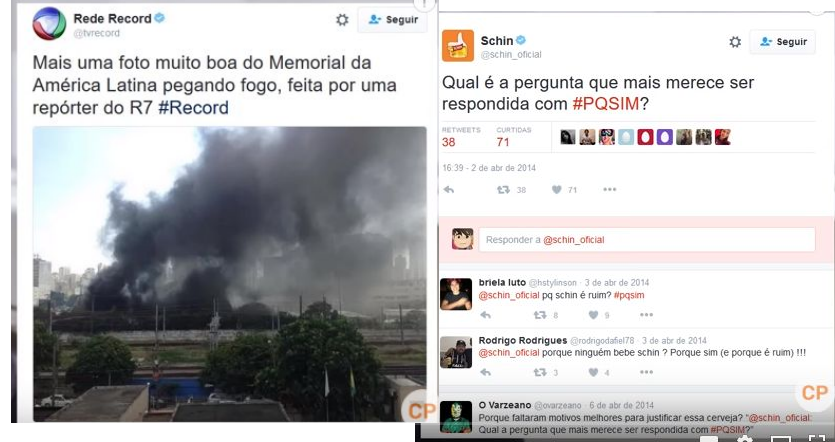 Rede Record
@tvrecord
Seguir
Mais uma foto muito boa do Memorial da
América Latina pegando fogo, feita por uma
repórter do R7 #Record
CP
Schin
@schin_oficial
Seguir
Qual é a pergunta que mais merece ser
respondida com #PQSIM?
RETWEETS CURTIDAS
38 71
16:39 - 2 de abr de 2014
38 71
Responder a @schin_oficial
briela luto @hstylinson · 3 de abr de 2014
@schin_oficial pq schin é ruim? #pqsim
8 9
Rodrigo Rodrigues @rodrigodafiel78 · 3 de abr de 2014
@schin_oficial porque ninguém bebe schin ? Porque sim (e porque é ruim) !!!
3 4
CP
O Varzeano @ovarzeano · 6 de abr de 2014
Porque faltaram motivos melhores para justificar essa cerveja? "@schin_oficial:
Qual a pergunta que mais merece ser respondida com #PQSIM?"